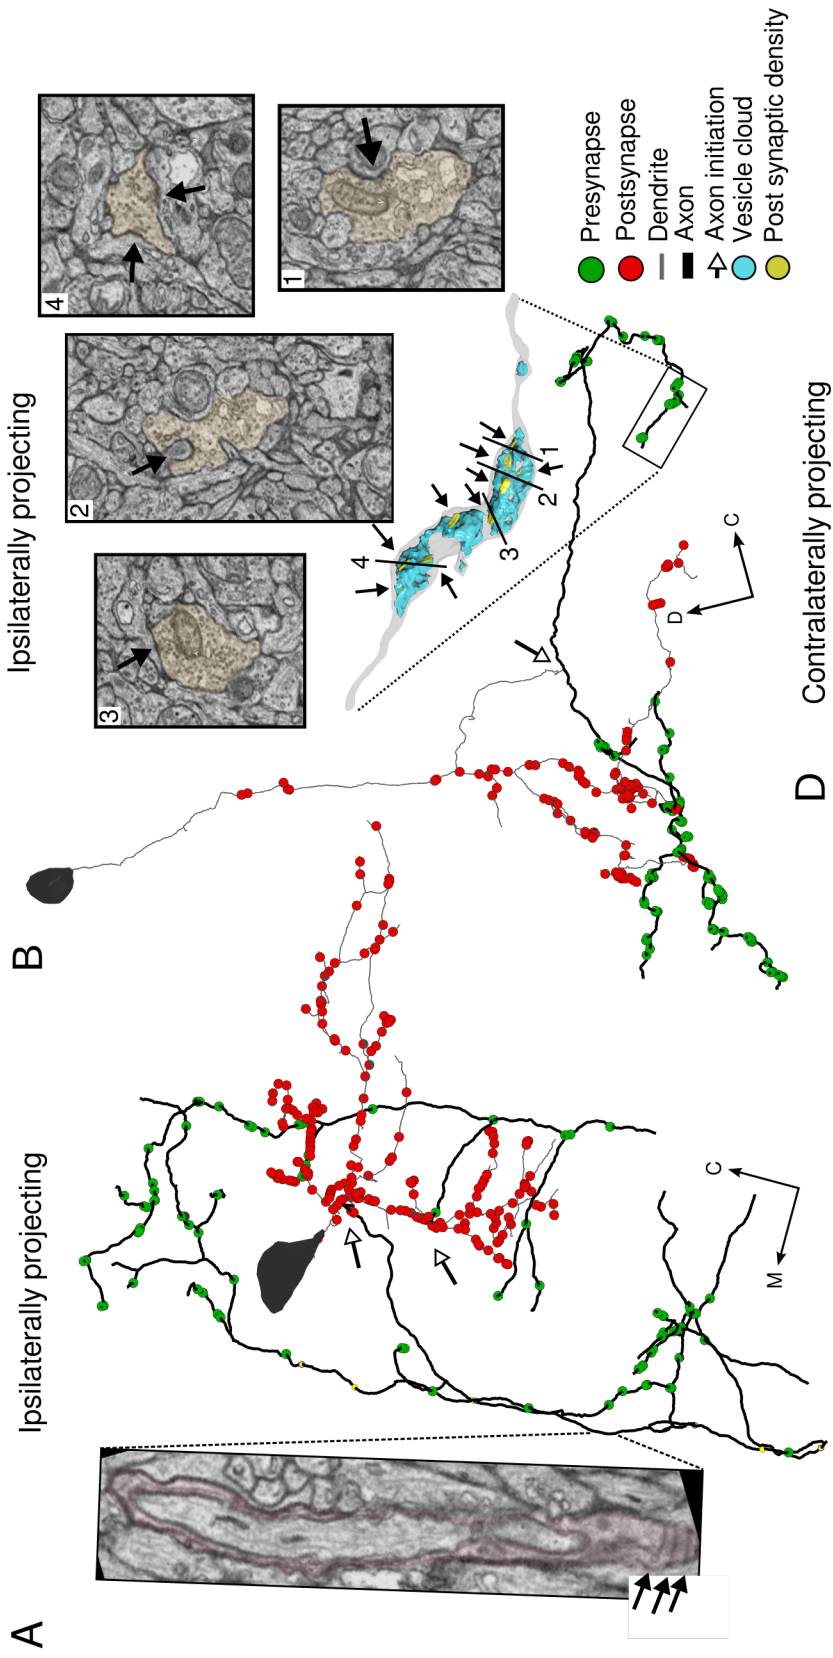 A
Ipsilaterally projecting
M
C
B
Ipsilaterally projecting
3
2
4
1
4
3
2
1
D
Contralaterally projecting
D
C
Presynapse
Postsynapse
Dendrite
Axon
Axon initiation
Vesicle cloud
Post synaptic density